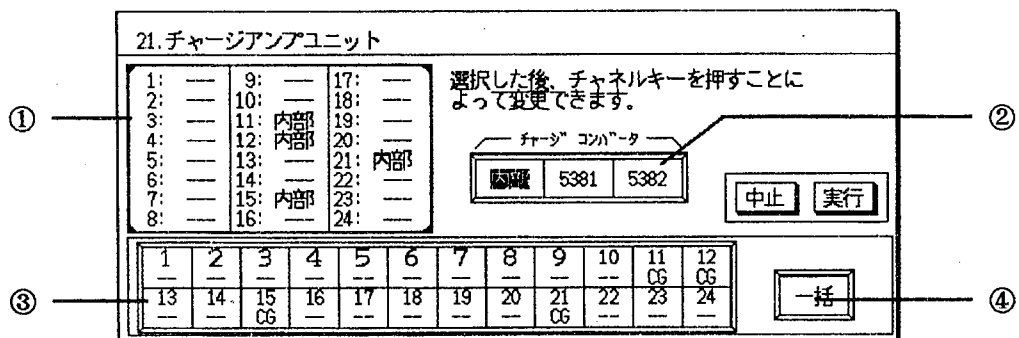 21.チャージアンプユニット
1: ―― 9: ―― 17: ――
2: ―― 10: ―― 18: ――
3: ―― 11: 内部 19: ――
4: ―― 12: 内部 20: ――
5: ―― 13: ―― 21: 内部
6: ―― 14: ―― 22: ――
7: ―― 15: 内部 23: ――
8: ―― 16: ―― 24: ――
選択した後、チャネルキーを押すことに
よって変更できます。
①
②
チャージ コンバータ
内部 5381 5382
中止 実行
1 2 3 4 5 6 7 8 9 10 11 12
-- -- -- -- -- -- -- -- -- -- CG CG
③
13 14 15 16 17 18 19 20 21 22 23 24
-- -- CG -- -- -- -- -- CG -- -- --
一括
④